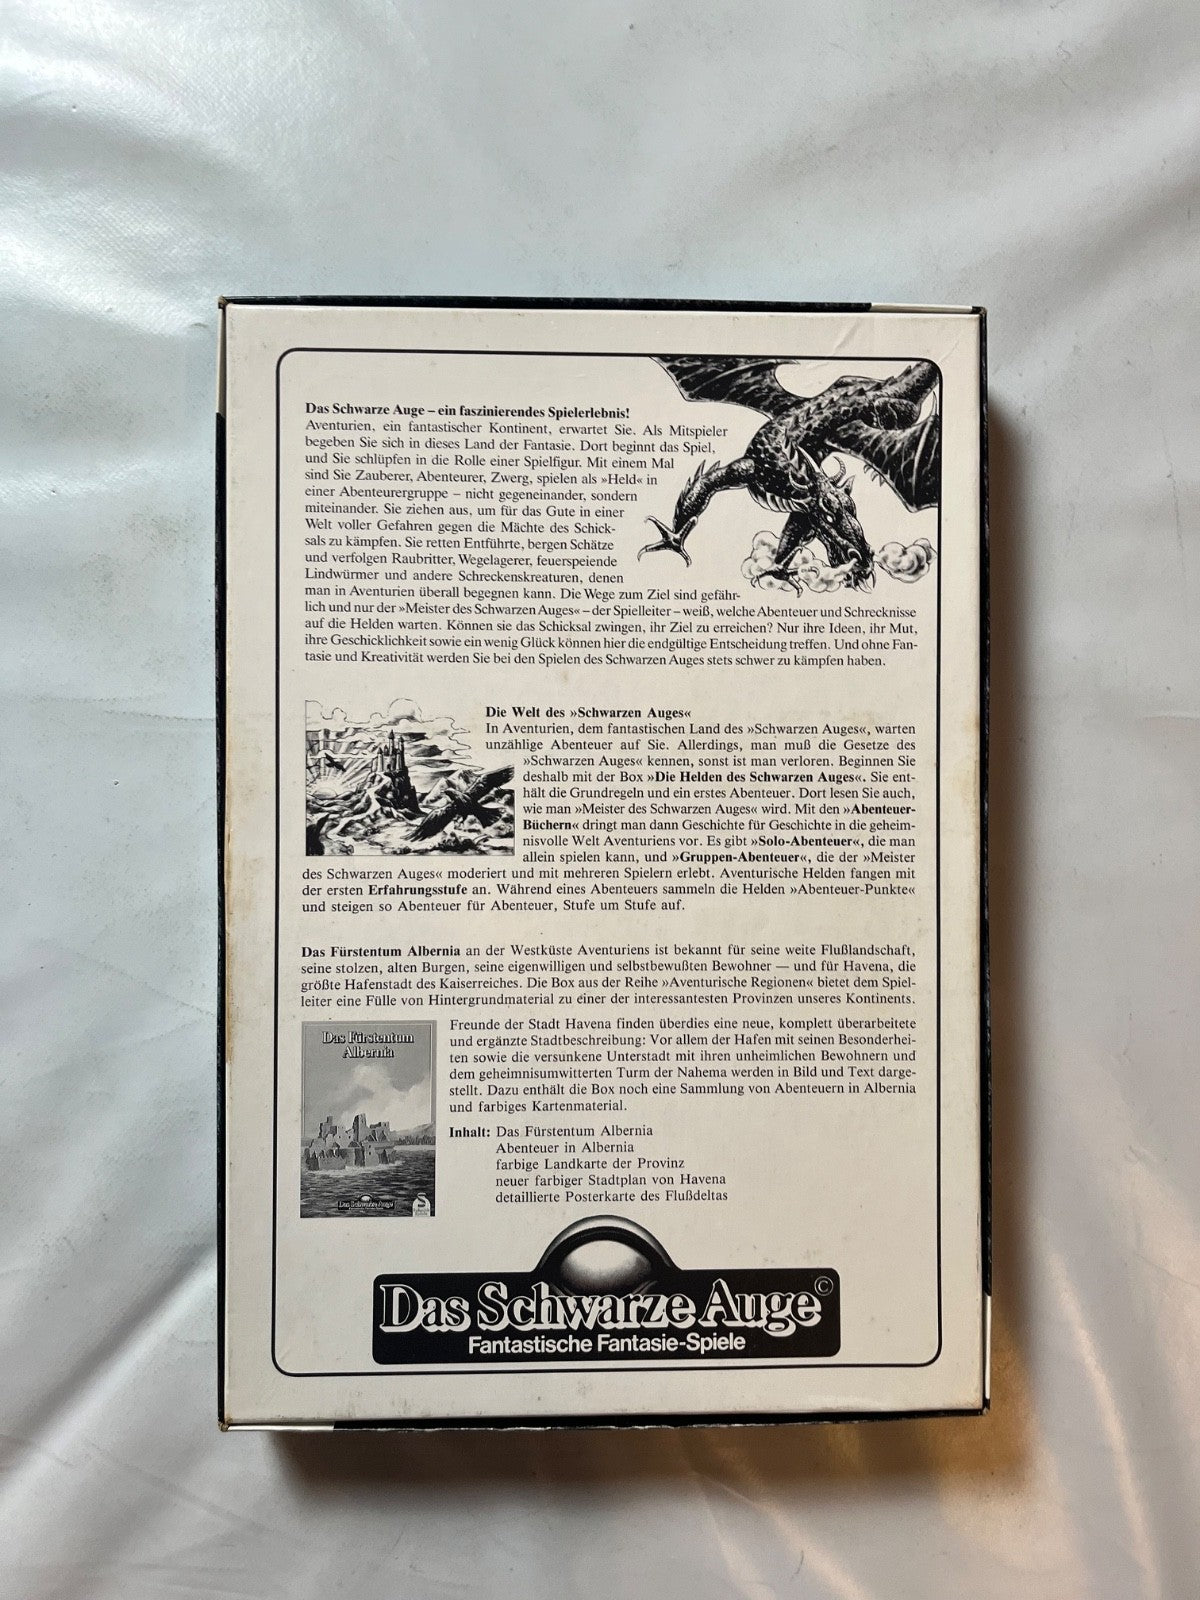 Das Schwarze Auge – ein faszinierendes Spielerlebnis!
Aventurien, ein fantastischer Kontinent, erwartet Sie. Als Mitspieler
begeben Sie sich in dieses Land der Fantasie. Dort beginnt das Spiel,
und Sie schlüpfen in die Rolle einer Spielfigur. Mit einem Mal
sind Sie Zauberer, Abenteurer, Zwerg, spielen als »Held« in
einer Abenteurergruppe – nicht gegeneinander, sondern
miteinander. Sie ziehen aus, um für das Gute in einer
Welt voller Gefahren gegen die Mächte des Schick-
sals zu kämpfen. Sie retten Entführte, bergen Schätze
und verfolgen Raubritter, Wegelagerer, feuerspeiende
Lindwürmer und andere Schreckenskreaturen, denen
man in Aventurien überall begegnen kann. Die Wege zum Ziel sind gefähr-
lich und nur der »Meister des Schwarzen Auges« – der Spielleiter – weiß, welche Abenteuer und Schrecknisse
auf die Helden warten. Können sie das Schicksal zwingen, ihr Ziel zu erreichen? Nur ihre Ideen, ihr Mut,
ihre Geschicklichkeit sowie ein wenig Glück können hier die endgültige Entscheidung treffen. Und ohne Fan-
tasie und Kreativität werden Sie bei den Spielen des Schwarzen Auges stets schwer zu kämpfen haben.
Die Welt des »Schwarzen Auges«
In Aventurien, dem fantastischen Land des »Schwarzen Auges«, warten
unzählige Abenteuer auf Sie. Allerdings, man muß die Gesetze des
»Schwarzen Auges« kennen, sonst ist man verloren. Beginnen Sie
deshalb mit der Box »Die Helden des Schwarzen Auges«. Sie ent-
hält die Grundregeln und ein erstes Abenteuer. Dort lesen Sie auch,
wie man »Meister des Schwarzen Auges« wird. Mit den »Abenteuer-
Büchern« dringt man dann Geschichte für Geschichte in die geheim-
nisvolle Welt Aventuriens vor. Es gibt »Solo-Abenteuer«, die man
allein spielen kann, und »Gruppen-Abenteuer«, die der »Meister
des Schwarzen Auges« moderiert und mit mehreren Spielern erlebt. Aventurische Helden fangen mit
der ersten Erfahrungsstufe an. Während eines Abenteuers sammeln die Helden »Abenteuer-Punkte«
und steigen so Abenteuer für Abenteuer, Stufe um Stufe auf.
Das Fürstentum Albernia an der Westküste Aventuriens ist bekannt für seine weite Flußlandschaft,
seine stolzen, alten Burgen, seine eigenwilligen und selbstbewußten Bewohner — und für Havena, die
größte Hafenstadt des Kaiserreiches. Die Box aus der Reihe »Aventurische Regionen« bietet dem Spiel-
leiter eine Fülle von Hintergrundmaterial zu einer der interessantesten Provinzen unseres Kontinents.
Freunde der Stadt Havena finden überdies eine neue, komplett überarbeitete
und ergänzte Stadtbeschreibung: Vor allem der Hafen mit seinen Besonderhei-
ten sowie die versunkene Unterstadt mit ihren unheimlichen Bewohnern und
dem geheimnisumwitterten Turm der Nahema werden in Bild und Text darge-
stellt. Dazu enthält die Box noch eine Sammlung von Abenteuern in Albernia
und farbiges Kartenmaterial.
Das Fürstentum
Albernia
Das Schwarze Auge
Inhalt: Das Fürstentum Albernia
Abenteuer in Albernia
farbige Landkarte der Provinz
neuer farbiger Stadtplan von Havena
detaillierte Posterkarte des Flußdeltas
Das Schwarze Auge ©
Fantastische Fantasie-Spiele